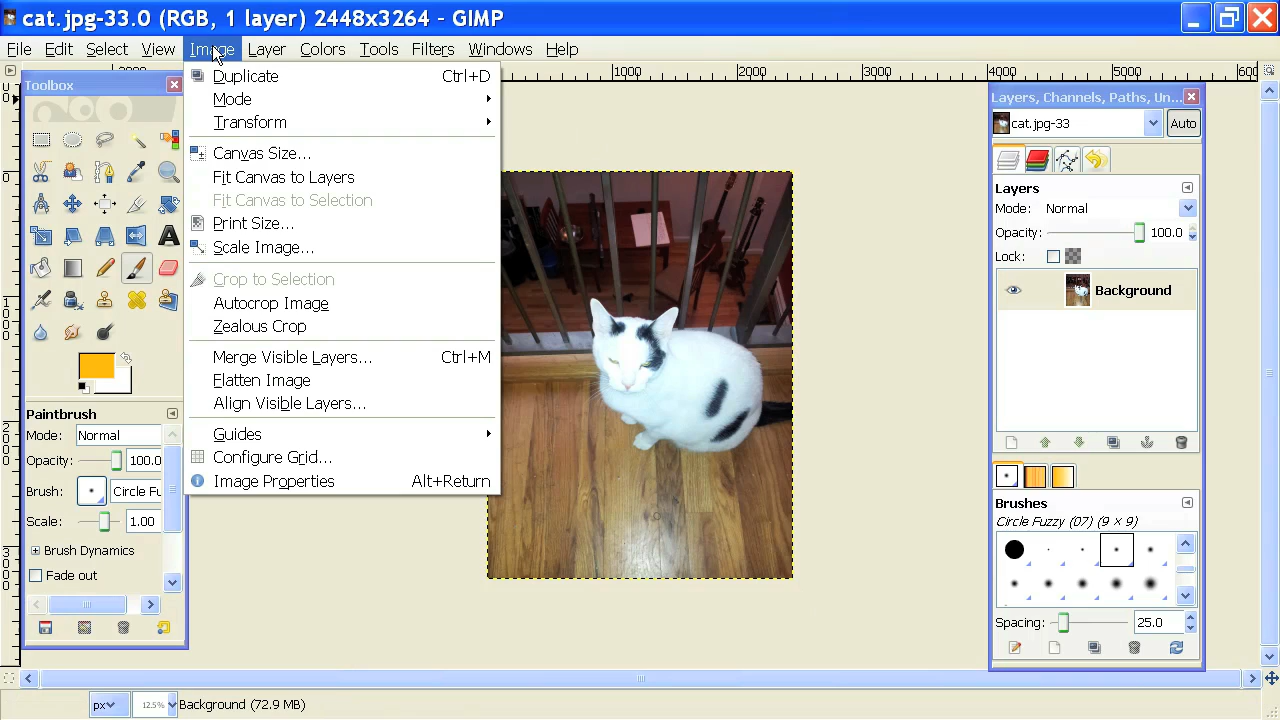 cat.jpg-33.0 (RGB, 1 layer) 2448x3264 - GIMP
File Edit Select View Image Layer Colors Tools Filters Windows Help
1000 2000 3000 4000 5000
Toolbox
Duplicate Ctrl+D
Mode
Transform
Canvas Size...
Fit Canvas to Layers
Fit Canvas to Selection
Print Size...
Scale Image...
Crop to Selection
Autocrop Image
Zealous Crop
Merge Visible Layers... Ctrl+M
Flatten Image
Align Visible Layers...
Guides
Configure Grid...
Image Properties Alt+Return
Paintbrush
Mode: Normal
Opacity: 100.0
Brush: Circle Fu
Scale: 1.00
Brush Dynamics
Fade out
Layers, Channels, Paths, Un...
cat.jpg-33 Auto
Layers
Mode: Normal
Opacity: 100.0
Lock:
Background
Brushes
Circle Fuzzy (07) (9 × 9)
Spacing: 25.0
px 12.5% Background (72.9 MB)